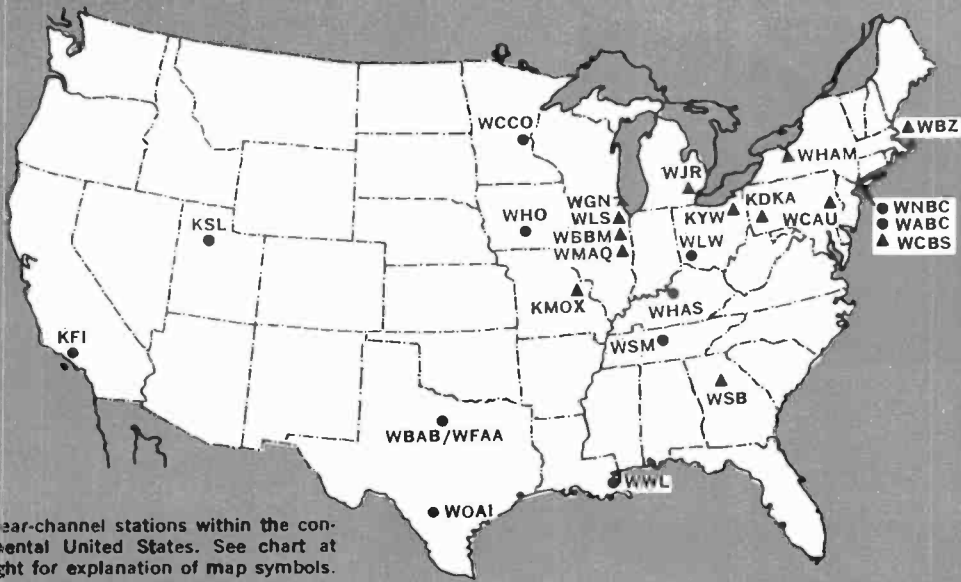 WCCO
WBZ
WHAM
WJR
WGN
KDKA
WLS
KYW
WCAU
KSL
WHO
WNBC
WBBM
WLW
WABC
WMAQ
WCBS
KMOX
WHAS
KFI
WSM
WSB
WBAB/WFAA
WWL
WOAI
ear-channel stations within the con-
ental United States. See chart at
ght for explanation of map symbols.